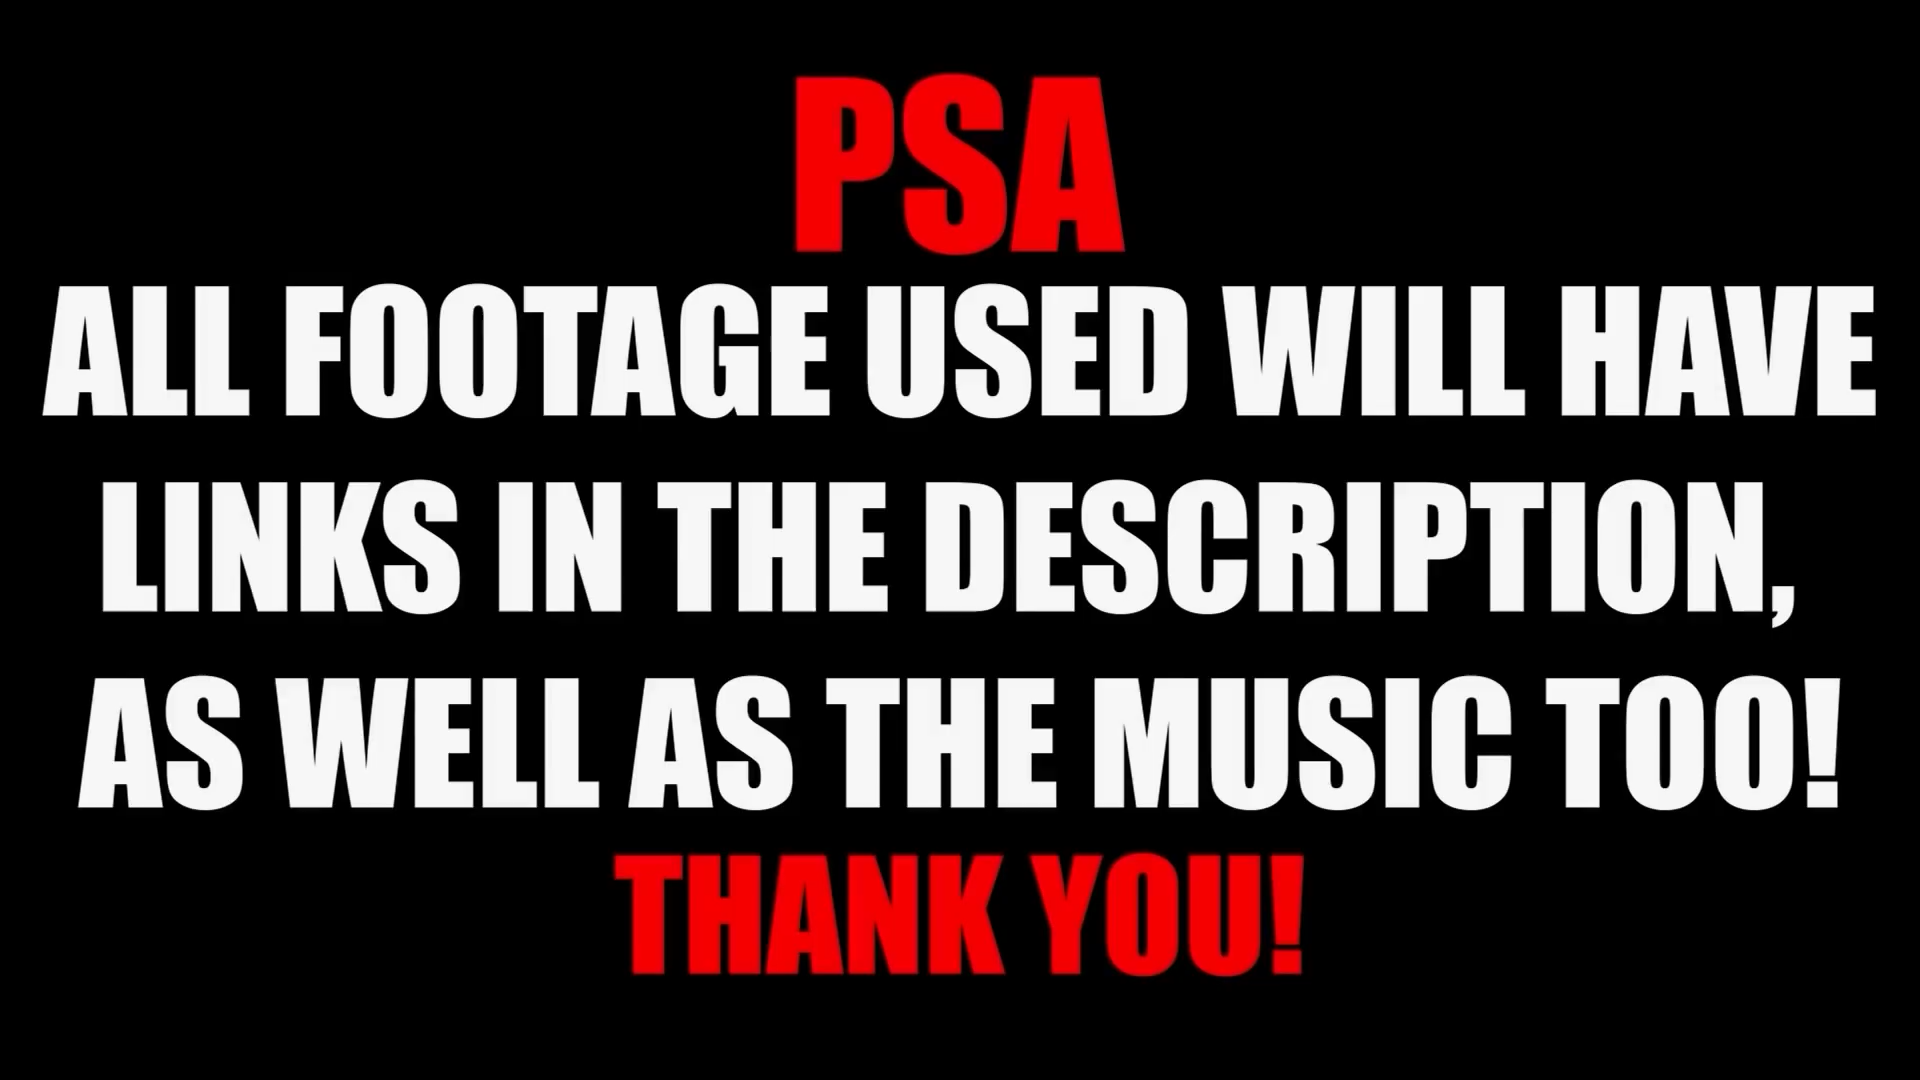 PSA
ALL FOOTAGE USED WILL HAVE
LINKS IN THE DESCRIPTION,
AS WELL AS THE MUSIC TOO!
THANK YOU!